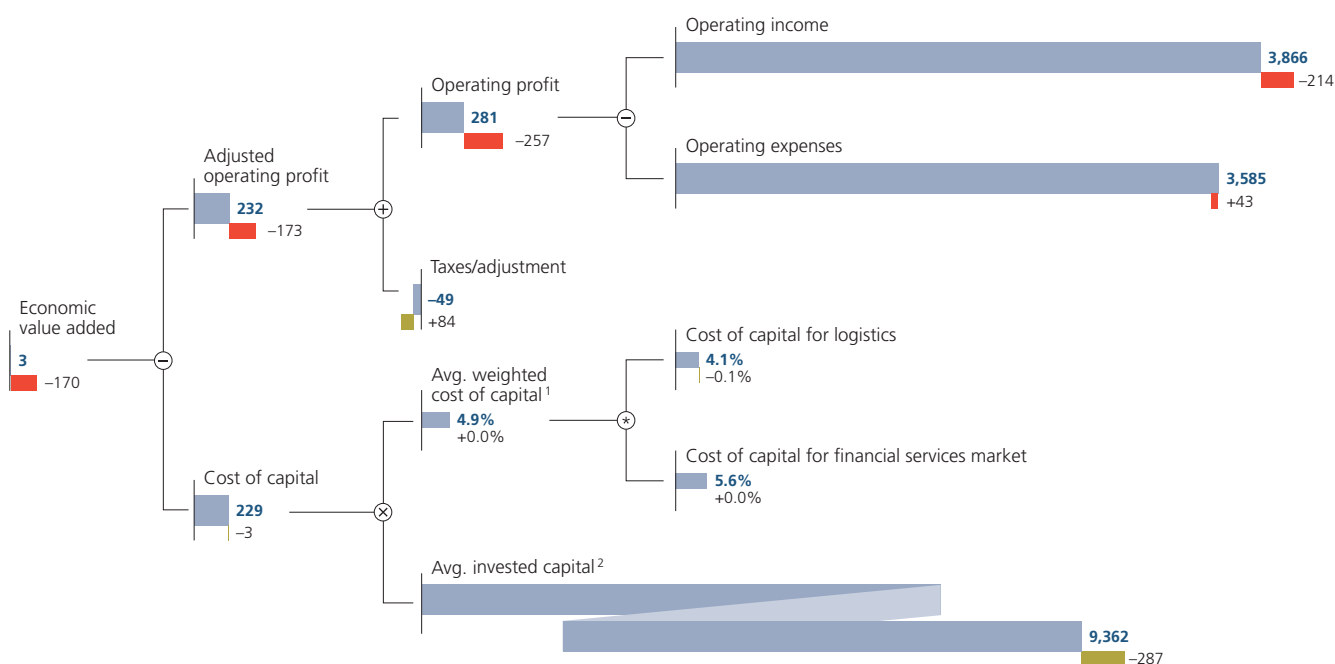 Operating income
3,866
–214
Operating profit
281
–257
–
Operating expenses
3,585
+43
Adjusted
operating profit
232
–173
+
Taxes/adjustment
–49
+84
Economic
value added
3
–170
–
Cost of capital for logistics
4.1%
–0.1%
Avg. weighted
cost of capital 1
4.9%
+0.0%
*
Cost of capital for financial services market
5.6%
+0.0%
Cost of capital
229
–3
×
Avg. invested capital 2
9,362
–287